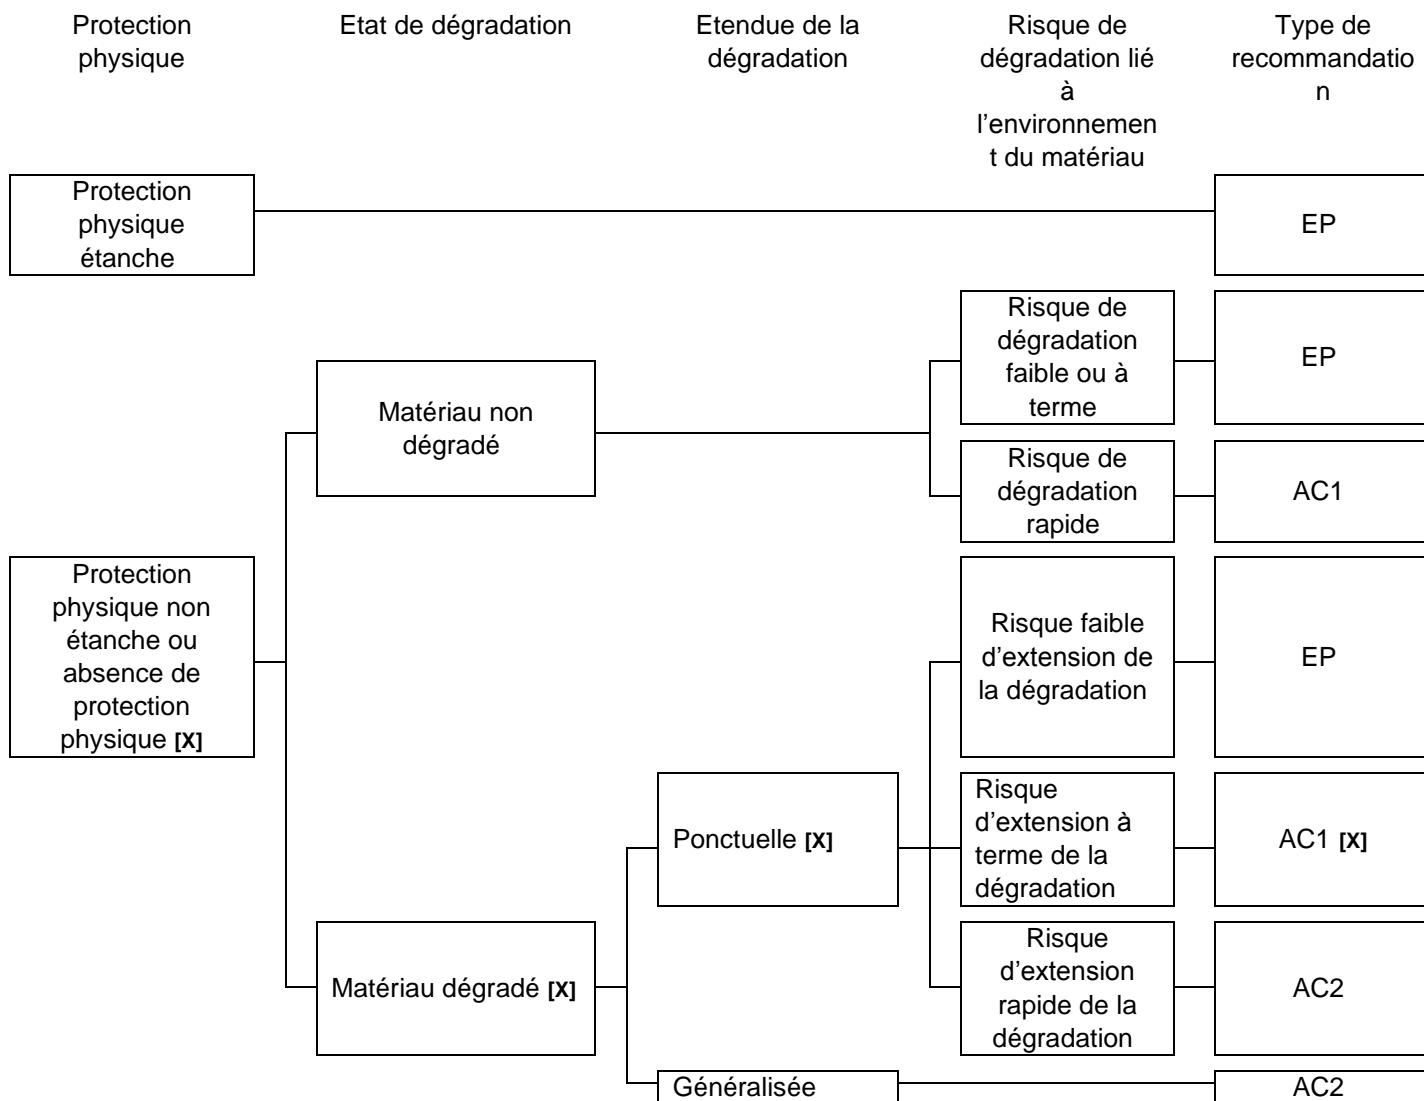 Protection
physique
Etat de dégradation
Etendue de la
dégradation
Risque de
dégradation lié
à
l'environnemen
t du matériau
Type de
recommandatio
n
Protection
physique
étanche
EP
Risque de
dégradation
faible ou à
terme
EP
Matériau non
dégradé
Risque de
dégradation
rapide
AC1
Protection
physique non
étanche ou
absence de
protection
physique [X]
Risque faible
d'extension de
la dégradation
EP
Ponctuelle [X]
Risque
d'extension à
terme de la
dégradation
AC1 [X]
Matériau dégradé [X]
Risque
d'extension
rapide de la
dégradation
AC2
Généralisée
AC2